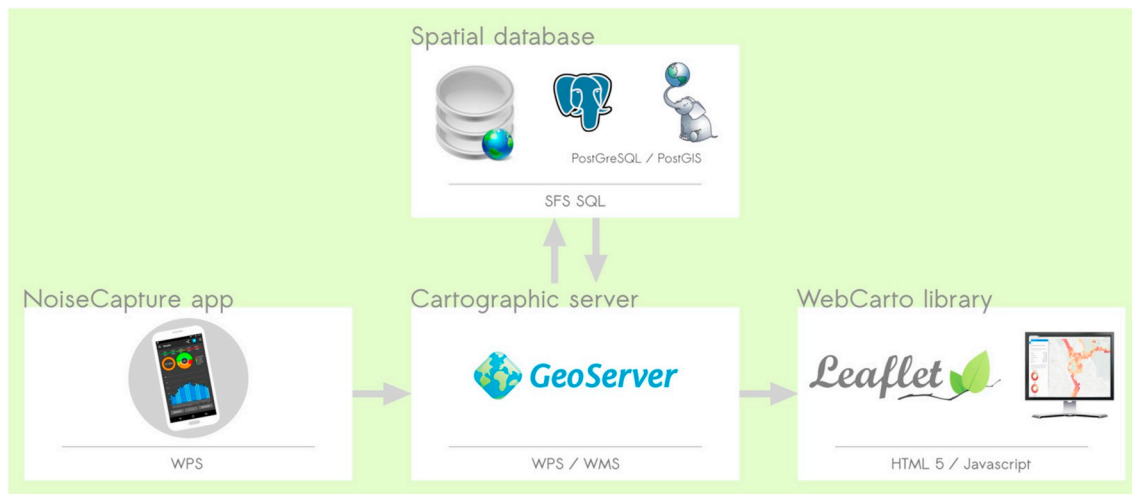 Spatial database
PostGreSQL / PostGIS
SFS SQL
NoiseCapture app
WPS
Cartographic server
GeoServer
WPS / WMS
WebCarto library
Leaflet
HTML 5 / Javascript